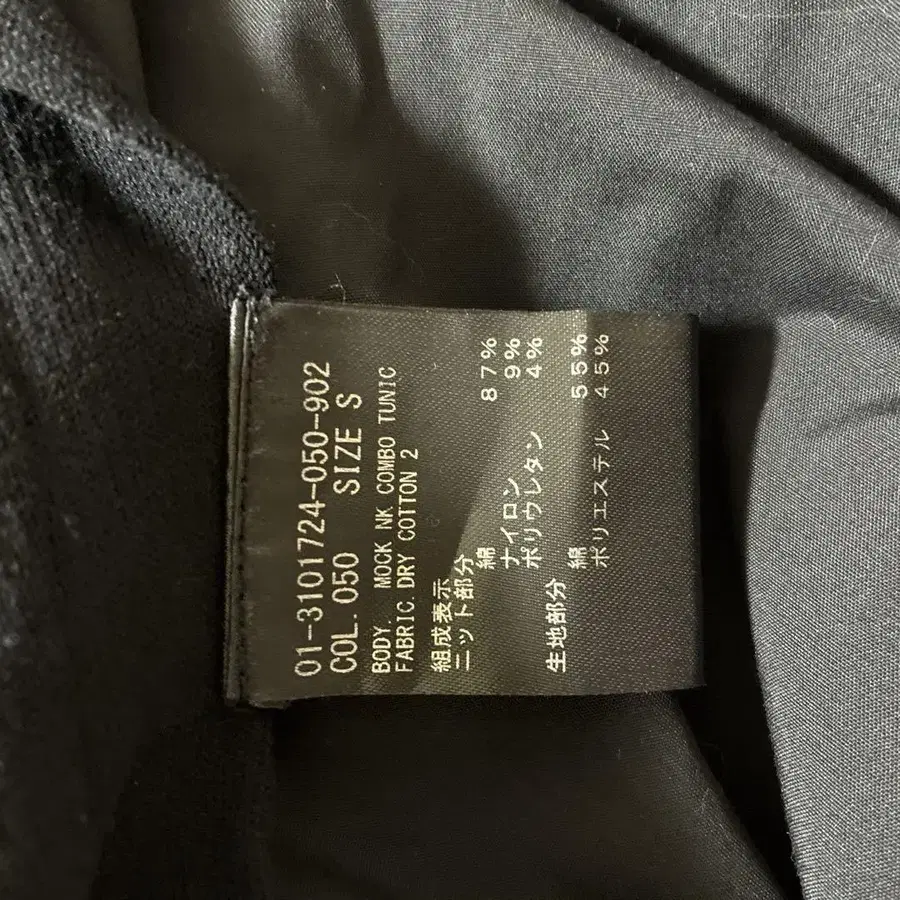 01-3101724-050-902
COL.050 SIZE S
BODY. MOCK NK COMBO TUNIC
FABRIC.DRY COTTON 2
組成表示
ニット部分
綿 87%
ナイロン 9%
ポリウレタン 4%
生地部分
綿 55%
ポリエステル 45%